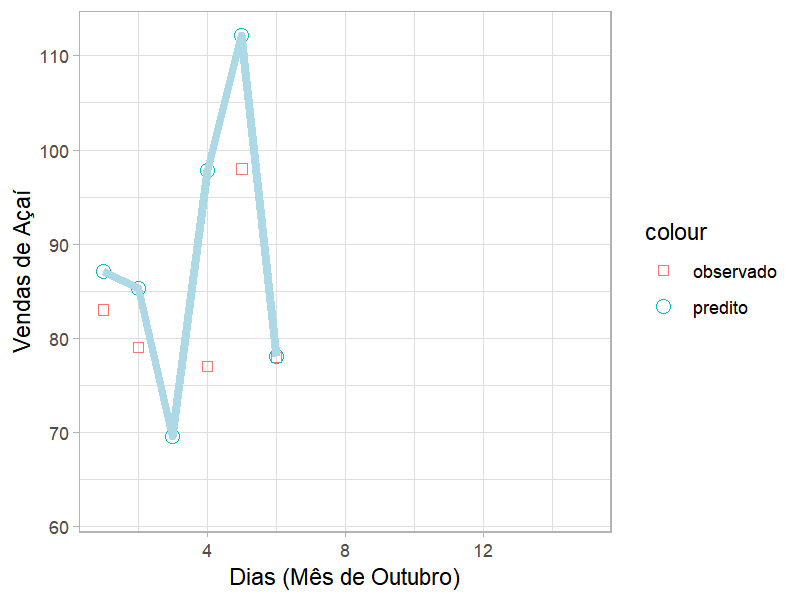 110
100
90
80
70
60
Vendas de Açaí
4
8
12
Dias (Mês de Outubro)
colour
observado
predito